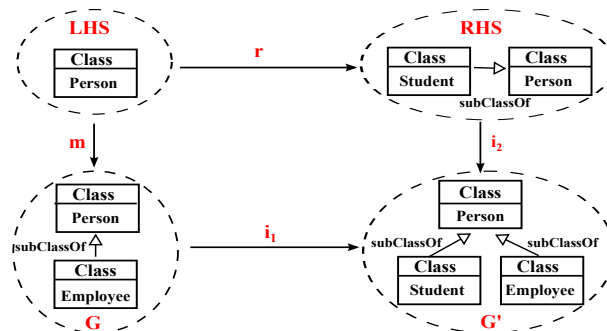 LHS
Class
Person
r
RHS
Class
Student
Class
Person
subClassOf
m
i2
Class
Person
subClassOf
Class
Employee
G
i1
Class
Person
subClassOf
subClassOf
Class
Student
Class
Employee
G'